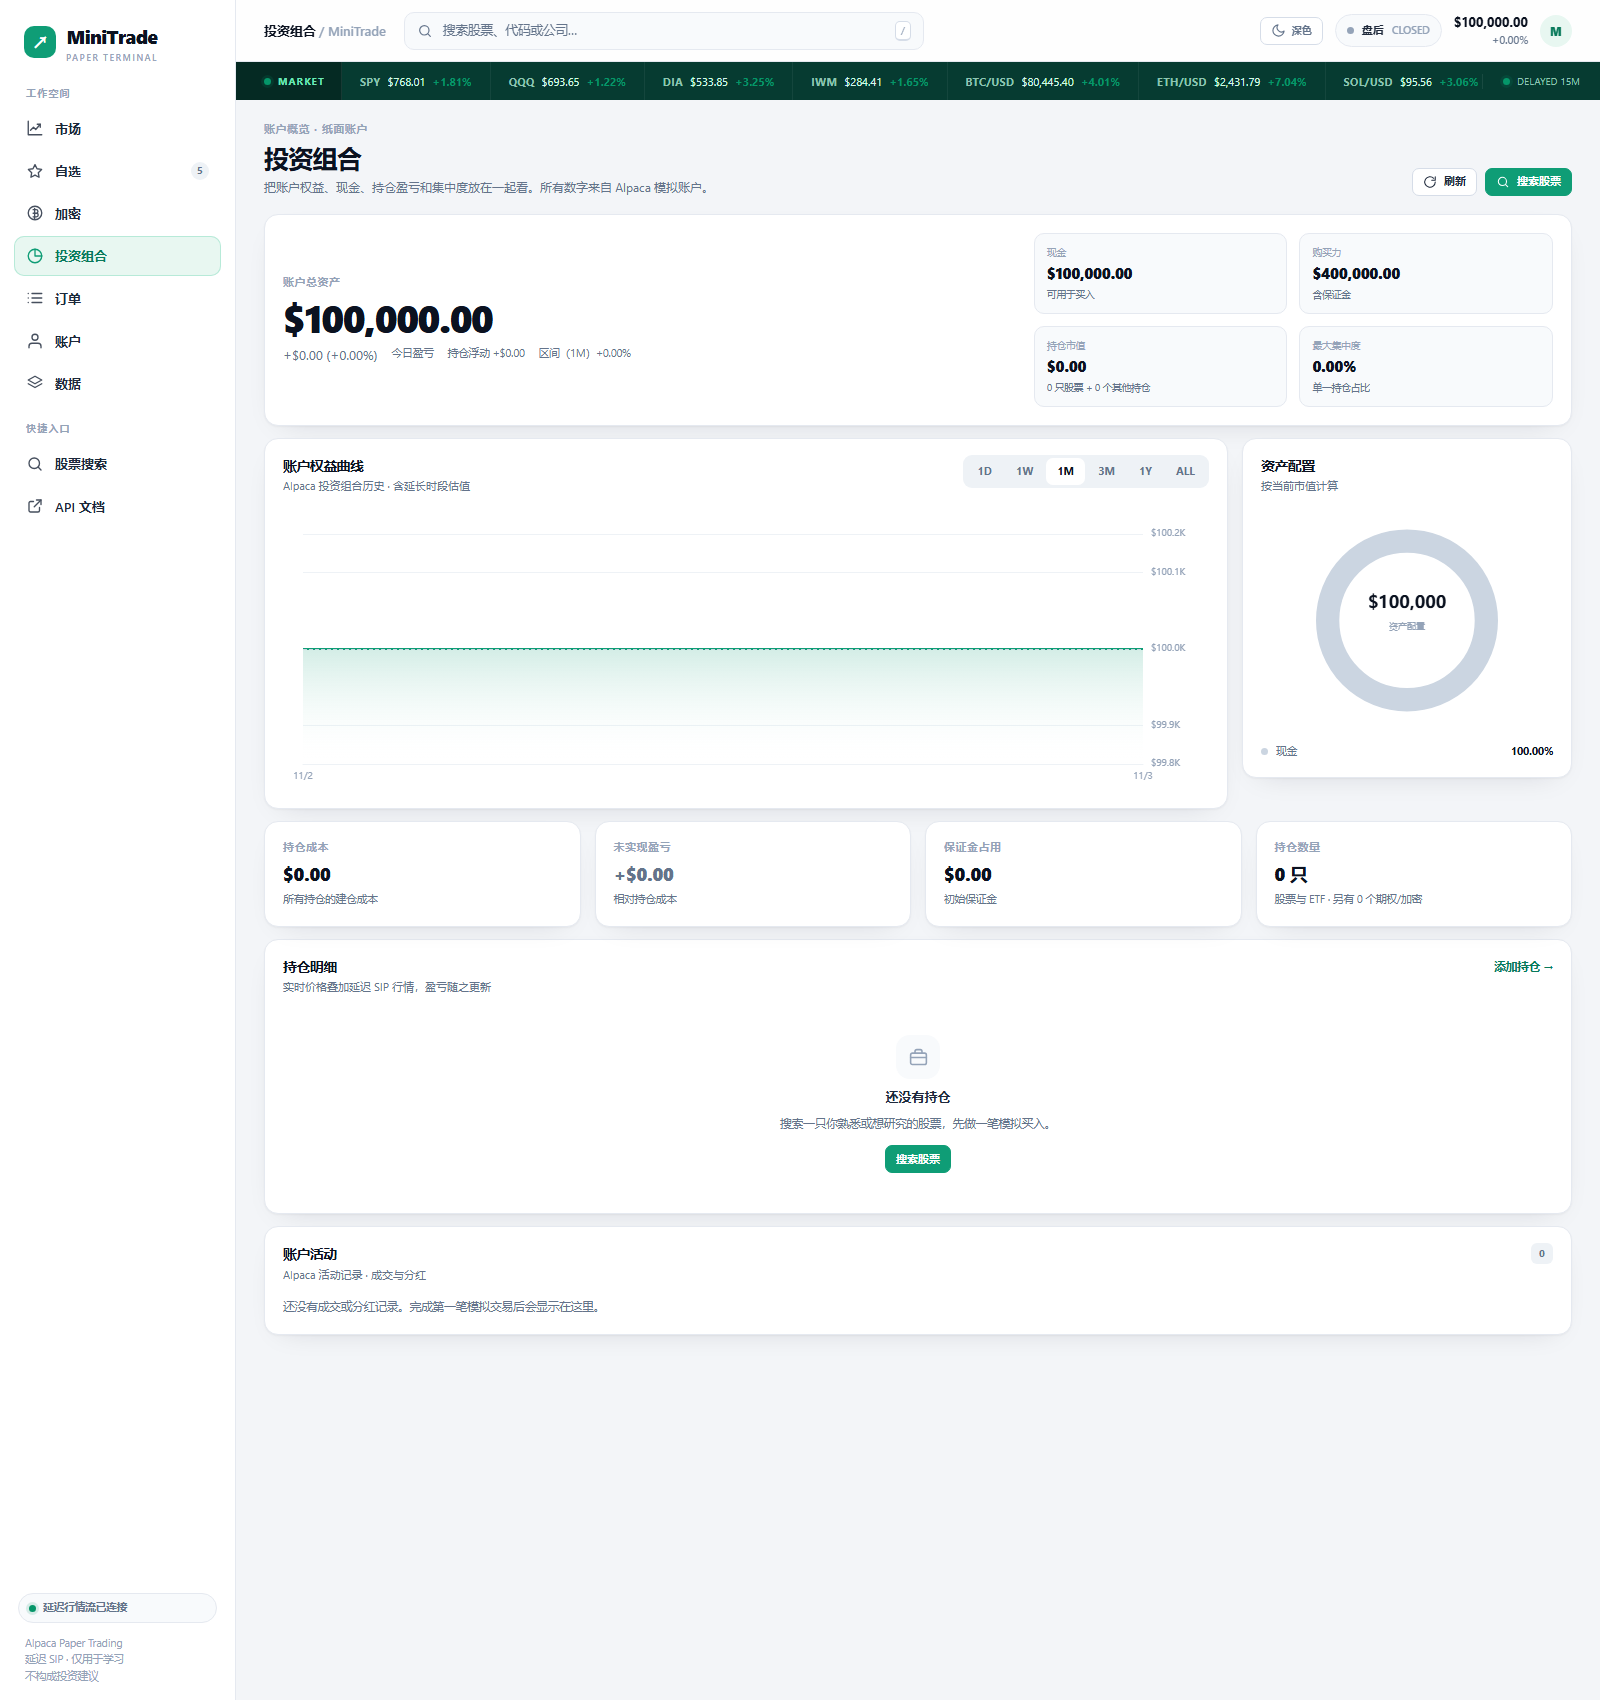 MiniTrade
PAPER TERMINAL
工作空间
市场
自选 5
加密
投资组合
订单
账户
数据
快捷入口
股票搜索
API 文档
延迟行情流已连接
Alpaca Paper Trading
延迟 SIP · 仅用于学习
不构成投资建议
投资组合 / MiniTrade
搜索股票、代码或公司... /
深色
盘后 CLOSED
$100,000.00
+0.00%
M
MARKET SPY $768.01 +1.81% QQQ $693.65 +1.22% DIA $533.85 +3.25% IWM $284.41 +1.65% BTC/USD $80,445.40 +4.01% ETH/USD $2,431.79 +7.04% SOL/USD $95.56 +3.06% DELAYED 15M
账户概览 · 纸面账户
投资组合
把账户权益、现金、持仓盈亏和集中度放在一起看。所有数字来自 Alpaca 模拟账户。
刷新
搜索股票
账户总资产
$100,000.00
+$0.00 (+0.00%) 今日盈亏 持仓浮动 +$0.00 区间（1M）+0.00%
现金
$100,000.00
可用于买入
购买力
$400,000.00
含保证金
持仓市值
$0.00
0 只股票 + 0 个其他持仓
最大集中度
0.00%
单一持仓占比
账户权益曲线
Alpaca 投资组合历史 · 含延长时段估值
1D 1W 1M 3M 1Y ALL
$100.2K
$100.1K
$100.0K
$99.9K
$99.8K
11/2 11/3
资产配置
按当前市值计算
$100,000
资产配置
现金 100.00%
持仓成本
$0.00
所有持仓的建仓成本
未实现盈亏
+$0.00
相对持仓成本
保证金占用
$0.00
初始保证金
持仓数量
0 只
股票与 ETF · 另有 0 个期权/加密
持仓明细
实时价格叠加延迟 SIP 行情，盈亏随之更新
添加持仓 →
还没有持仓
搜索一只你熟悉或想研究的股票，先做一笔模拟买入。
搜索股票
账户活动
Alpaca 活动记录 · 成交与分红
0
还没有成交或分红记录。完成第一笔模拟交易后会显示在这里。